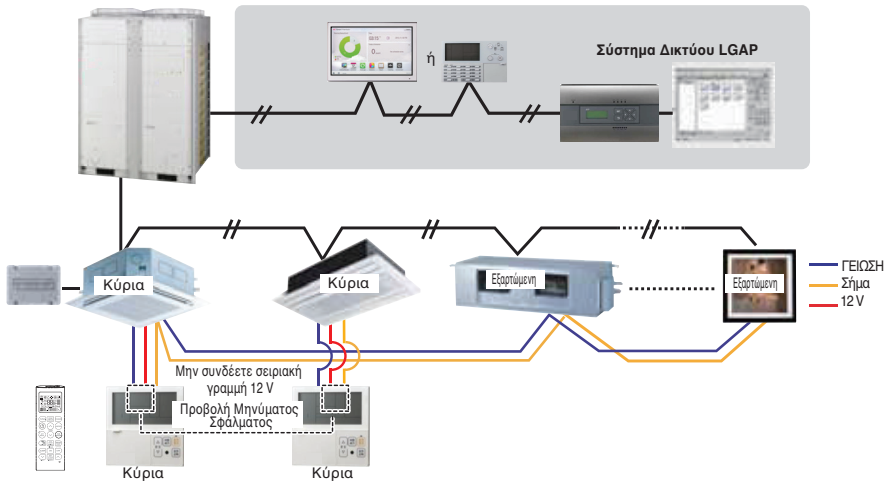 ή
Σύστημα Δικτύου LGAP
Κύρια
Κύρια
Εξαρτώμενη
Εξαρτώμενη
ΓΕΙΩΣΗ
Σήμα
12 V
Μην συνδέετε σειριακή
γραμμή 12 V
Προβολή Μηνύματος
Σφάλματος
Κύρια
Κύρια